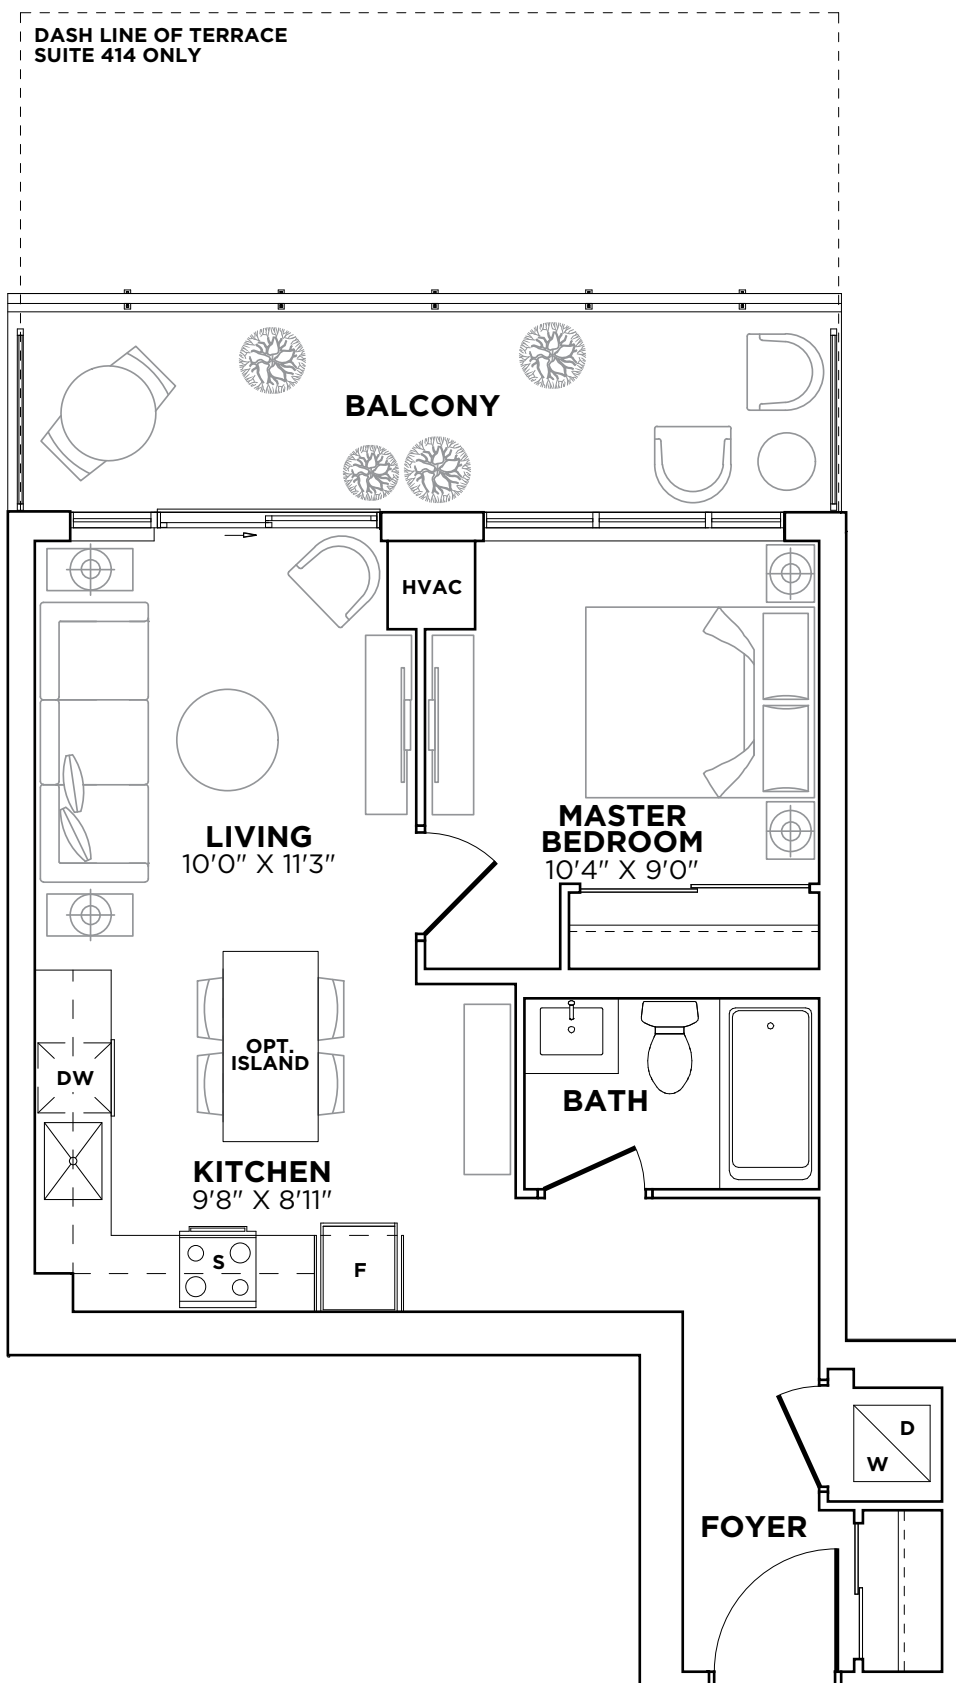 DASH LINE OF TERRACE
SUITE 414 ONLY
BALCONY
HVAC
LIVING
10'0" X 11'3"
MASTER
BEDROOM
10'4" X 9'0"
OPT.
ISLAND
DW
BATH
KITCHEN
9'8" X 8'11"
S
F
D
W
FOYER